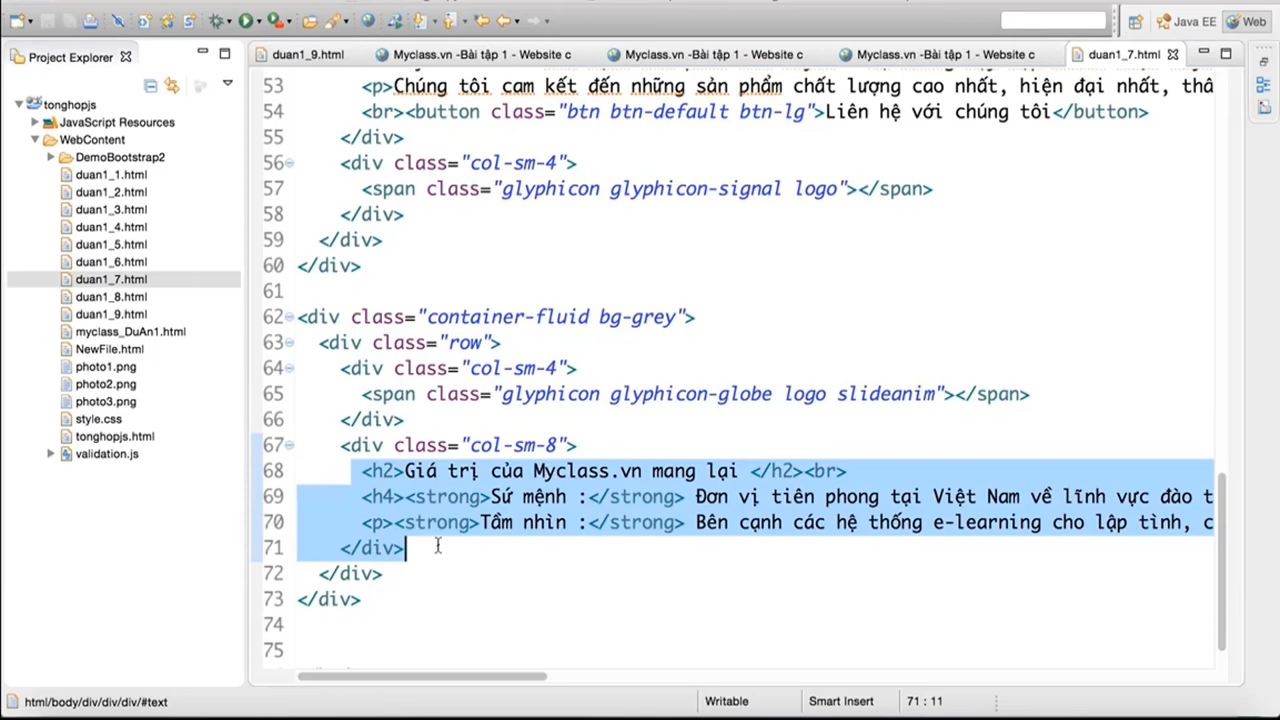 Java EE
Web
Project Explorer
duan1_9.html
Myclass.vn -Bài tập 1 - Website c
Myclass.vn -Bài tập 1 - Website c
Myclass.vn -Bài tập 1 - Website c
duan1_7.html
tonghopjs
JavaScript Resources
WebContent
DemoBootstrap2
duan1_1.html
duan1_2.html
duan1_3.html
duan1_4.html
duan1_5.html
duan1_6.html
duan1_7.html
duan1_8.html
duan1_9.html
myclass_DuAn1.html
NewFile.html
photo1.png
photo2.png
photo3.png
style.css
tonghopjs.html
validation.js
53 <p>Chúng tôi cam kết đến những sản phẩm chất lượng cao nhất, hiện đại nhất, thâ
54 <br><button class="btn btn-default btn-lg">Liên hệ với chúng tôi</button>
55 </div>
56 <div class="col-sm-4">
57 <span class="glyphicon glyphicon-signal logo"></span>
58 </div>
59 </div>
60 </div>
61
62 <div class="container-fluid bg-grey">
63 <div class="row">
64 <div class="col-sm-4">
65 <span class="glyphicon glyphicon-globe logo slideanim"></span>
66 </div>
67 <div class="col-sm-8">
68 <h2>Giá trị của Myclass.vn mang lại </h2><br>
69 <h4><strong>Sứ mệnh :</strong> Đơn vị tiên phong tại Việt Nam về lĩnh vực đào t
70 <p><strong>Tầm nhìn :</strong> Bên cạnh các hệ thống e-learning cho lập tình, c
71 </div>
72 </div>
73 </div>
74
75
html/body/div/div/div/#text
Writable
Smart Insert
71 : 11